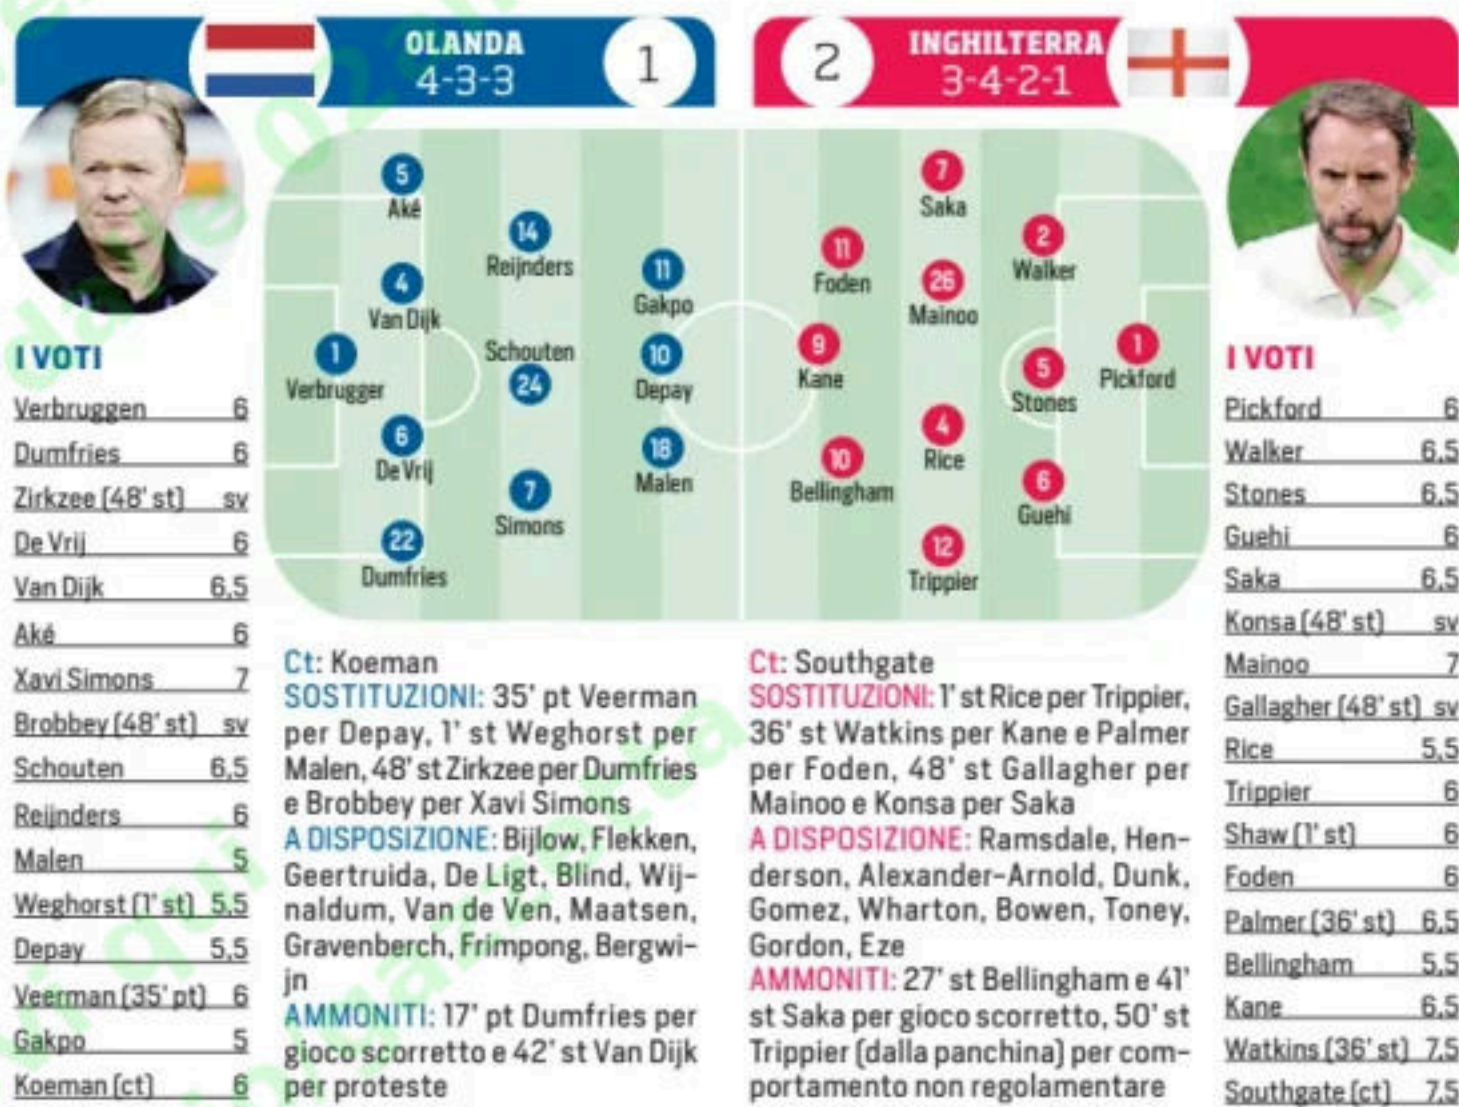 OLANDA
4-3-3
1
2
INGHILTERRA
3-4-2-1
5
Aké
14
Reijnders
4
Van Dijk
11
Gakpo
1
Verbrugger
Schouten
24
10
Depay
6
De Vrij
18
Malen
7
Simons
22
Dumfries
7
Saka
11
Foden
2
Walker
26
Mainoo
9
Kane
5
Stones
1
Pickford
4
Rice
10
Bellingham
6
Guehi
12
Trippier
I VOTI
Verbruggen 6
Dumfries 6
Zirkzee (48' st) sv
De Vrij 6
Van Dijk 6,5
Aké 6
Xavi Simons 7
Brobbey (48' st) sv
Schouten 6,5
Reijnders 6
Malen 5
Weghorst (1' st) 5,5
Depay 5,5
Veerman (35' pt) 6
Gakpo 5
Koeman (ct) 6
Ct: Koeman
SOSTITUZIONI: 35' pt Veerman
per Depay, 1' st Weghorst per
Malen, 48' st Zirkzee per Dumfries
e Brobbey per Xavi Simons
A DISPOSIZIONE: Bijlow, Flekken,
Geertruida, De Ligt, Blind, Wij-
naldum, Van de Ven, Maatsen,
Gravenberch, Frimpong, Bergwi-
jn
AMMONITI: 17' pt Dumfries per
gioco scorretto e 42' st Van Dijk
per proteste
Ct: Southgate
SOSTITUZIONI: 1' st Rice per Trippier,
36' st Watkins per Kane e Palmer
per Foden, 48' st Gallagher per
Mainoo e Konsa per Saka
A DISPOSIZIONE: Ramsdale, Hen-
derson, Alexander-Arnold, Dunk,
Gomez, Wharton, Bowen, Toney,
Gordon, Eze
AMMONITI: 27' st Bellingham e 41'
st Saka per gioco scorretto, 50' st
Trippier (dalla panchina) per com-
portamento non regolamentare
I VOTI
Pickford 6
Walker 6,5
Stones 6,5
Guehi 6
Saka 6,5
Konsa (48' st) sv
Mainoo 7
Gallagher (48' st) sv
Rice 5,5
Trippier 6
Shaw (1' st) 6
Foden 6
Palmer (36' st) 6,5
Bellingham 5,5
Kane 6,5
Watkins (36' st) 7,5
Southgate (ct) 7,5